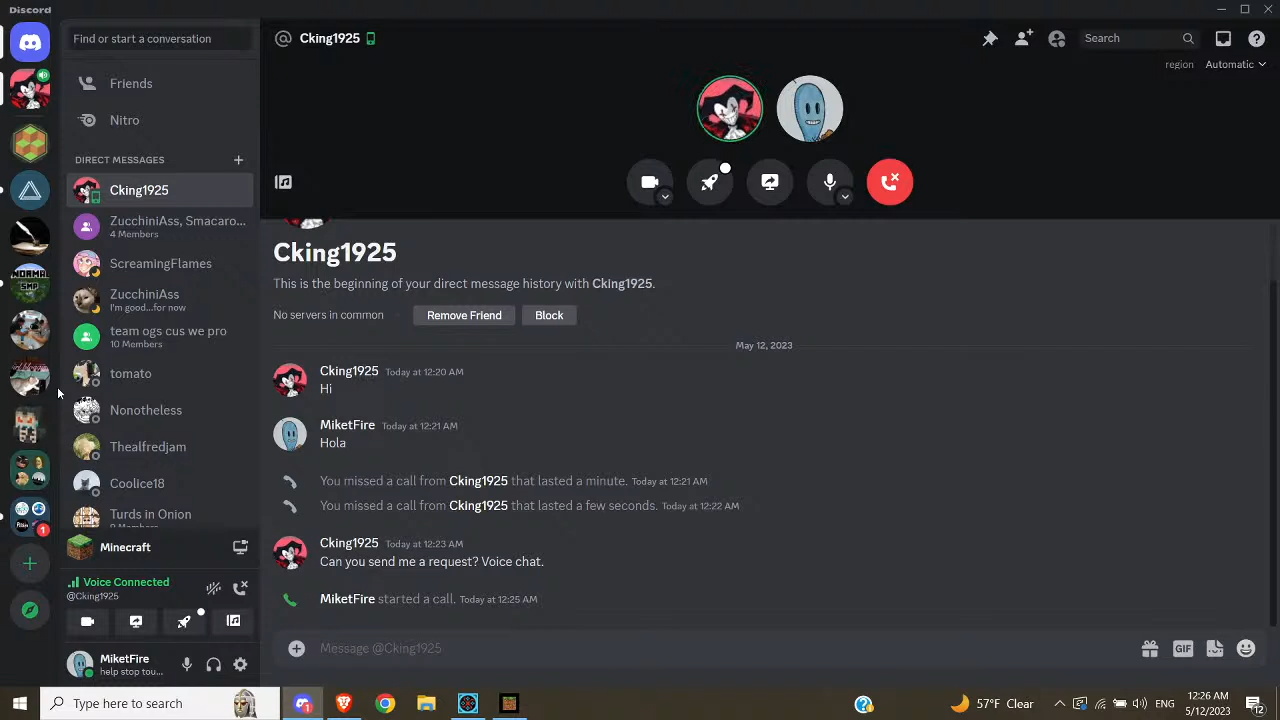 Discord
Find or start a conversation
Friends
Nitro
DIRECT MESSAGES
Cking1925
ZucchiniAss, Smacaro...
4 Members
ScreamingFlames
ZucchiniAss
I'm good...for now
team ogs cus we pro
10 Members
tomato
Nonotheless
Thealfredjam
Coolice18
Turds in Onion
Minecraft
Voice Connected
@Cking1925
MiketFire
help stop tou...
1
Cking1925
Search
region Automatic
Cking1925
This is the beginning of your direct message history with Cking1925.
No servers in common Remove Friend Block
May 12, 2023
Cking1925 Today at 12:20 AM
Hi
MiketFire Today at 12:21 AM
Hola
You missed a call from Cking1925 that lasted a minute. Today at 12:21 AM
You missed a call from Cking1925 that lasted a few seconds. Today at 12:22 AM
Cking1925 Today at 12:23 AM
Can you send me a request? Voice chat.
MiketFire started a call. Today at 12:25 AM
Message @Cking1925
GIF
Type here to search
1
57°F Clear
ENG
12:26 AM
5/12/2023
2